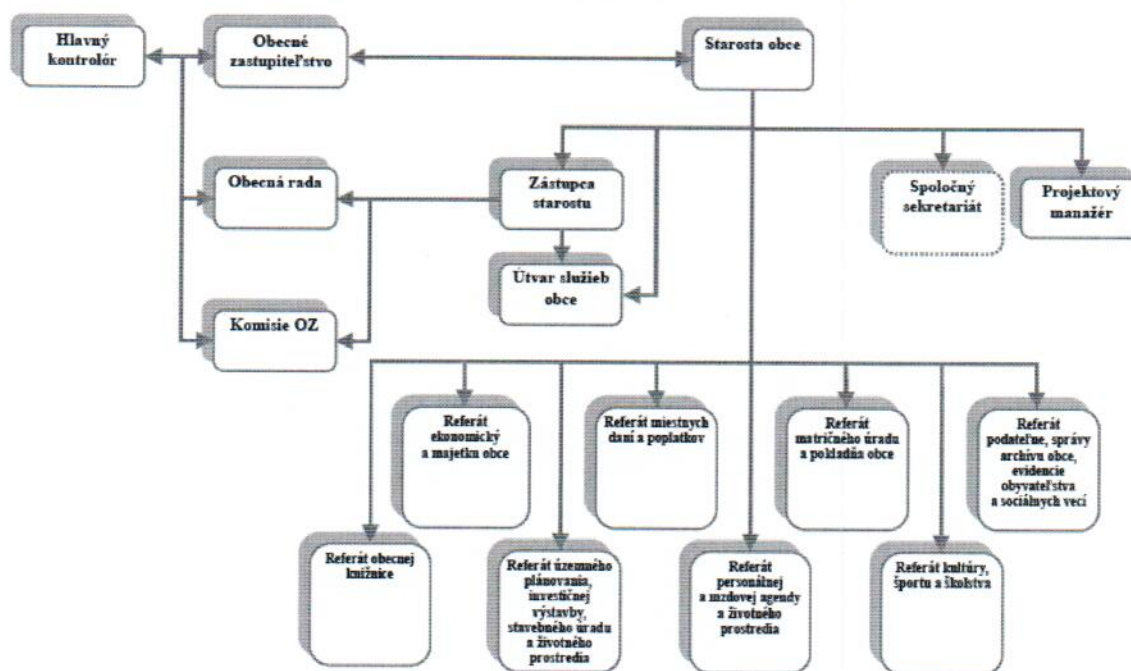 Hlavný
kontrolór
Obecné
zastupiteľstvo
Starosta obce
Obecná rada
Zástupca
starostu
Spoločný
sekretariát
Projektový
manažér
Útvar služieb
obce
Komisie OZ
Referát
ekonomický
a majetku obce
Referát miestnych
daní a poplatkov
Referát
matričného úradu
a pokladňa obce
Referát
podateľne, správy
archívu obce,
evidencie
obyvateľstva
a sociálnych vecí
Referát obecnej
knižnice
Referát územného
plánovania,
investičnej
výstavby,
stavebného úradu
a životného
prostredia
Referát
personálnej
a mzdovej agendy
a životného
prostredia
Referát kultúry,
športu a školstva